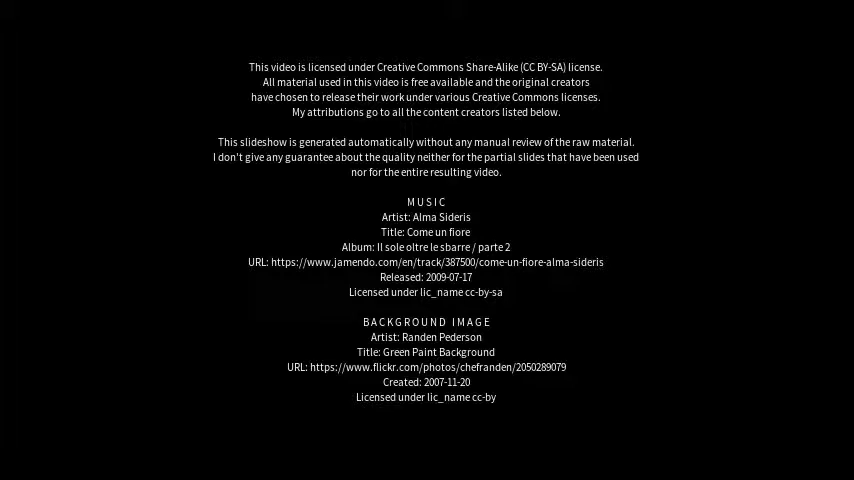 This video is licensed under Creative Commons Share-Alike (CC BY-SA) license.
All material used in this video is free available and the original creators
have chosen to release their work under various Creative Commons licenses.
My attributions go to all the content creators listed below.
This slideshow is generated automatically without any manual review of the raw material.
I don't give any guarantee about the quality neither for the partial slides that have been used
nor for the entire resulting video.
M U S I C
Artist: Alma Sideris
Title: Come un fiore
Album: Il sole oltre le sbarre / parte 2
URL: https://www.jamendo.com/en/track/387500/come-un-fiore-alma-sideris
Released: 2009-07-17
Licensed under lic_name cc-by-sa
B A C K G R O U N D   I M A G E
Artist: Randen Pederson
Title: Green Paint Background
URL: https://www.flickr.com/photos/chefranden/2050289079
Created: 2007-11-20
Licensed under lic_name cc-by